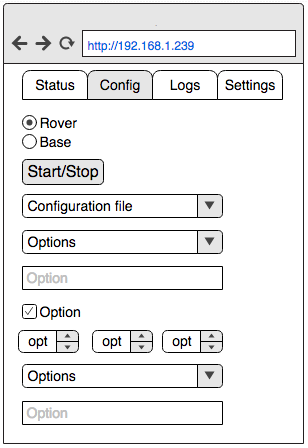 http://192.168.1.239
Status Config Logs Settings
Rover
Base
Start/Stop
Configuration file
Options
Option
Option
opt opt opt
Options
Option